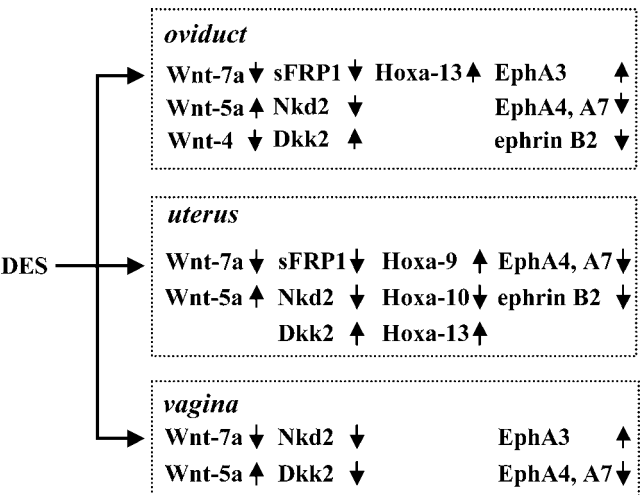 oviduct
Wnt-7a ↓ sFRP1 ↓ Hoxa-13 ↑ EphA3 ↑
Wnt-5a ↑ Nkd2 ↓ EphA4, A7 ↓
Wnt-4 ↓ Dkk2 ↑ ephrin B2 ↓
uterus
DES
Wnt-7a ↓ sFRP1 ↓ Hoxa-9 ↑ EphA4, A7 ↓
Wnt-5a ↑ Nkd2 ↓ Hoxa-10 ↓ ephrin B2 ↓
Dkk2 ↑ Hoxa-13 ↑
vagina
Wnt-7a ↓ Nkd2 ↓ EphA3 ↑
Wnt-5a ↑ Dkk2 ↓ EphA4, A7 ↓